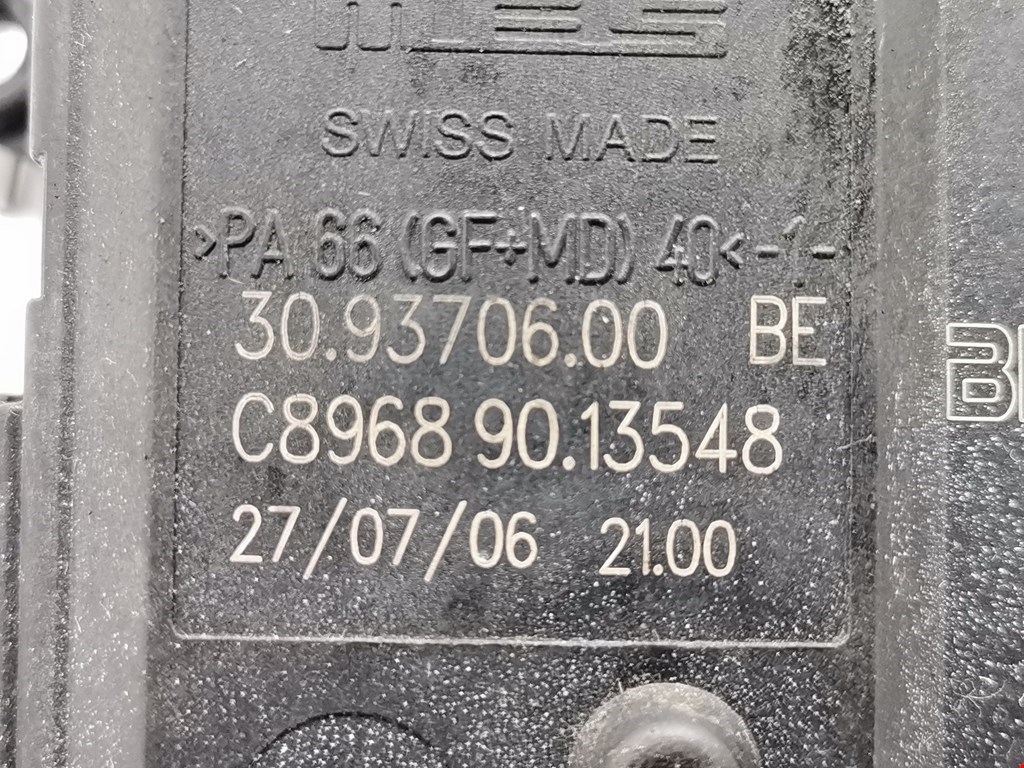 SWISS MADE
>PA 66 (GF+MD) 40< -1-
30.93706.00 BE
C8968 90.13548
27/07/06 21.00